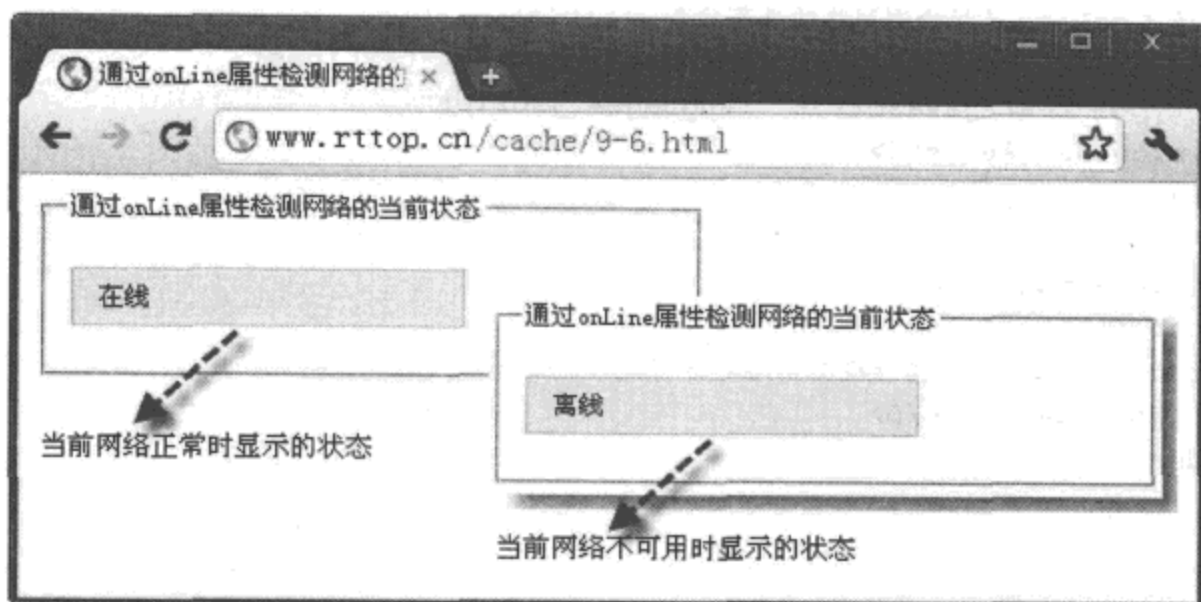 通过onLine属性检测网络的
www.rttop.cn/cache/9-6.html
通过onLine属性检测网络的当前状态
在线
当前网络正常时显示的状态
通过onLine属性检测网络的当前状态
离线
当前网络不可用时显示的状态